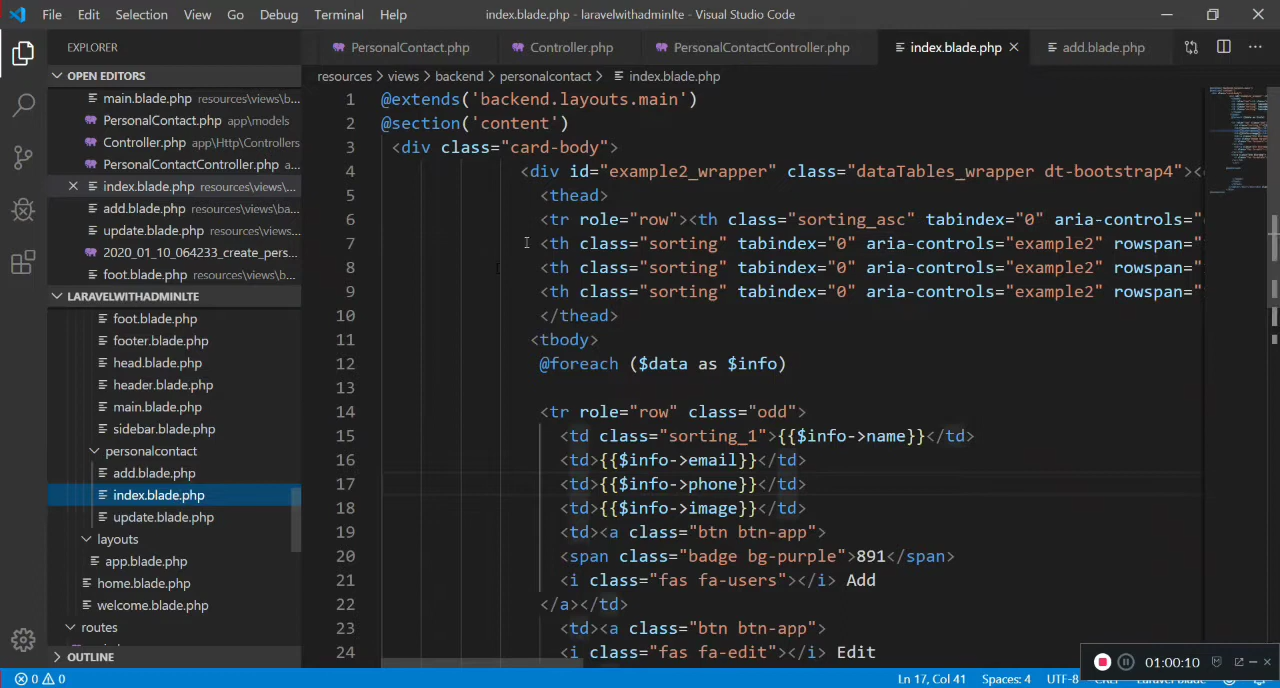 File Edit Selection View Go Debug Terminal Help index.blade.php - laravelwithadminlte - Visual Studio Code
EXPLORER
OPEN EDITORS
main.blade.php resources\views\b...
PersonalContact.php app\models
Controller.php app\Http\Controllers
PersonalContactController.php a...
index.blade.php resources\views\...
add.blade.php resources\views\ba...
update.blade.php resources\view...
2020_01_10_064233_create_pers...
foot.blade.php resources\views\b...
LARAVELWITHADMINLTE
foot.blade.php
footer.blade.php
head.blade.php
header.blade.php
main.blade.php
sidebar.blade.php
personalcontact
add.blade.php
index.blade.php
update.blade.php
layouts
app.blade.php
home.blade.php
welcome.blade.php
routes
OUTLINE
PersonalContact.php Controller.php PersonalContactController.php index.blade.php add.blade.php
resources > views > backend > personalcontact > index.blade.php
1 @extends('backend.layouts.main')
2 @section('content')
3 <div class="card-body">
4 <div id="example2_wrapper" class="dataTables_wrapper dt-bootstrap4"><
5 <thead>
6 <tr role="row"><th class="sorting_asc" tabindex="0" aria-controls="
7 <th class="sorting" tabindex="0" aria-controls="example2" rowspan="
8 <th class="sorting" tabindex="0" aria-controls="example2" rowspan="
9 <th class="sorting" tabindex="0" aria-controls="example2" rowspan="
10 </thead>
11 <tbody>
12 @foreach ($data as $info)
13
14 <tr role="row" class="odd">
15 <td class="sorting_1">{{$info->name}}</td>
16 <td>{{$info->email}}</td>
17 <td>{{$info->phone}}</td>
18 <td>{{$info->image}}</td>
19 <td><a class="btn btn-app">
20 <span class="badge bg-purple">891</span>
21 <i class="fas fa-users"></i> Add
22 </a></td>
23 <td><a class="btn btn-app">
24 <i class="fas fa-edit"></i> Edit
01:00:10
0 0 Ln 17, Col 41 Spaces: 4 UTF-8